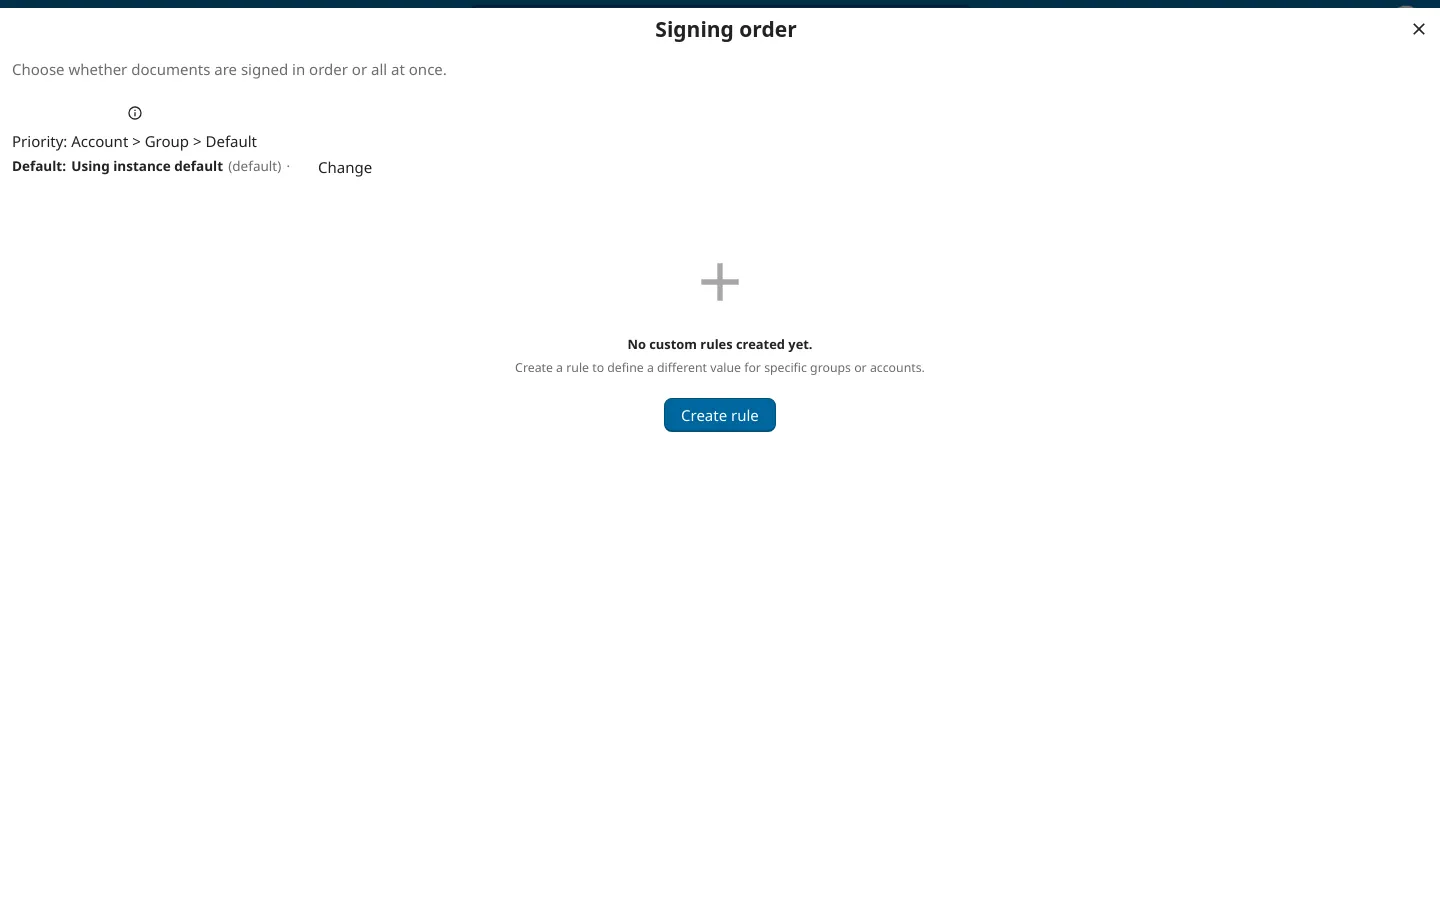 Signing order
Choose whether documents are signed in order or all at once.
Priority: Account > Group > Default
Default: Using instance default (default) · Change
No custom rules created yet.
Create a rule to define a different value for specific groups or accounts.
Create rule